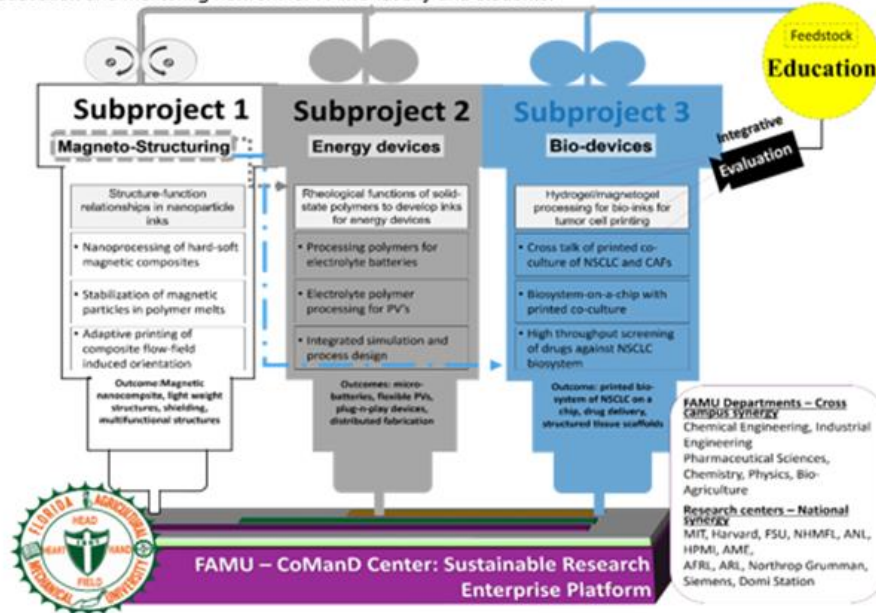 Feedstock
Education
Integrative
Evaluation
Subproject 1
Magneto-Structuring
Structure-function
relationships in nanoparticle
inks
• Nanoprocessing of hard-soft
magnetic composites
• Stabilization of magnetic
particles in polymer melts
• Adaptive printing of
composite flow-field
induced orientation
Outcome:Magnetic
nanocompsite, light weight
structures, shielding,
multifunctional structures
Subproject 2
Energy devices
Rheological functions of solid-
state polymers to develop inks
for energy devices
• Processing polymers for
electrolyte batteries
• Electrolyte polymer
processing for PV's
• Integrated simulation and
process design
Outcomes: micro-
batteries, flexible PVs,
plug-n-play devices,
distributed fabrication
Subproject 3
Bio-devices
Hydrogel/magnetogel
processing for bio-inks for
tumor cell printing
• Cross talk of printed co-
culture of NSCLC and CAFs
• Biosystem-on-a-chip with
printed co-culture
• High throughput screening
of drugs against NSCLC
biosystem
Outcome: printed bio-
system of NSCLC on a
chip, drug delivery,
structured tissue scaffolds
FAMU Departments – Cross
campus synergy
Chemical Engineering, Industrial
Engineering
Pharmaceutical Sciences,
Chemistry, Physics, Bio-
Agriculture
Research centers – National
synergy
MIT, Harvard, FSU, NHMFL, ANL,
HPMI, AME,
AFRL, ARL, Northrop Grumman,
Siemens, Domi Station
FLORIDA AGRICULTURAL
MECHANICAL UNIVERSITY
HEAD
HEART
HAND
FIELD
FAMU – CoManD Center: Sustainable Research
Enterprise Platform